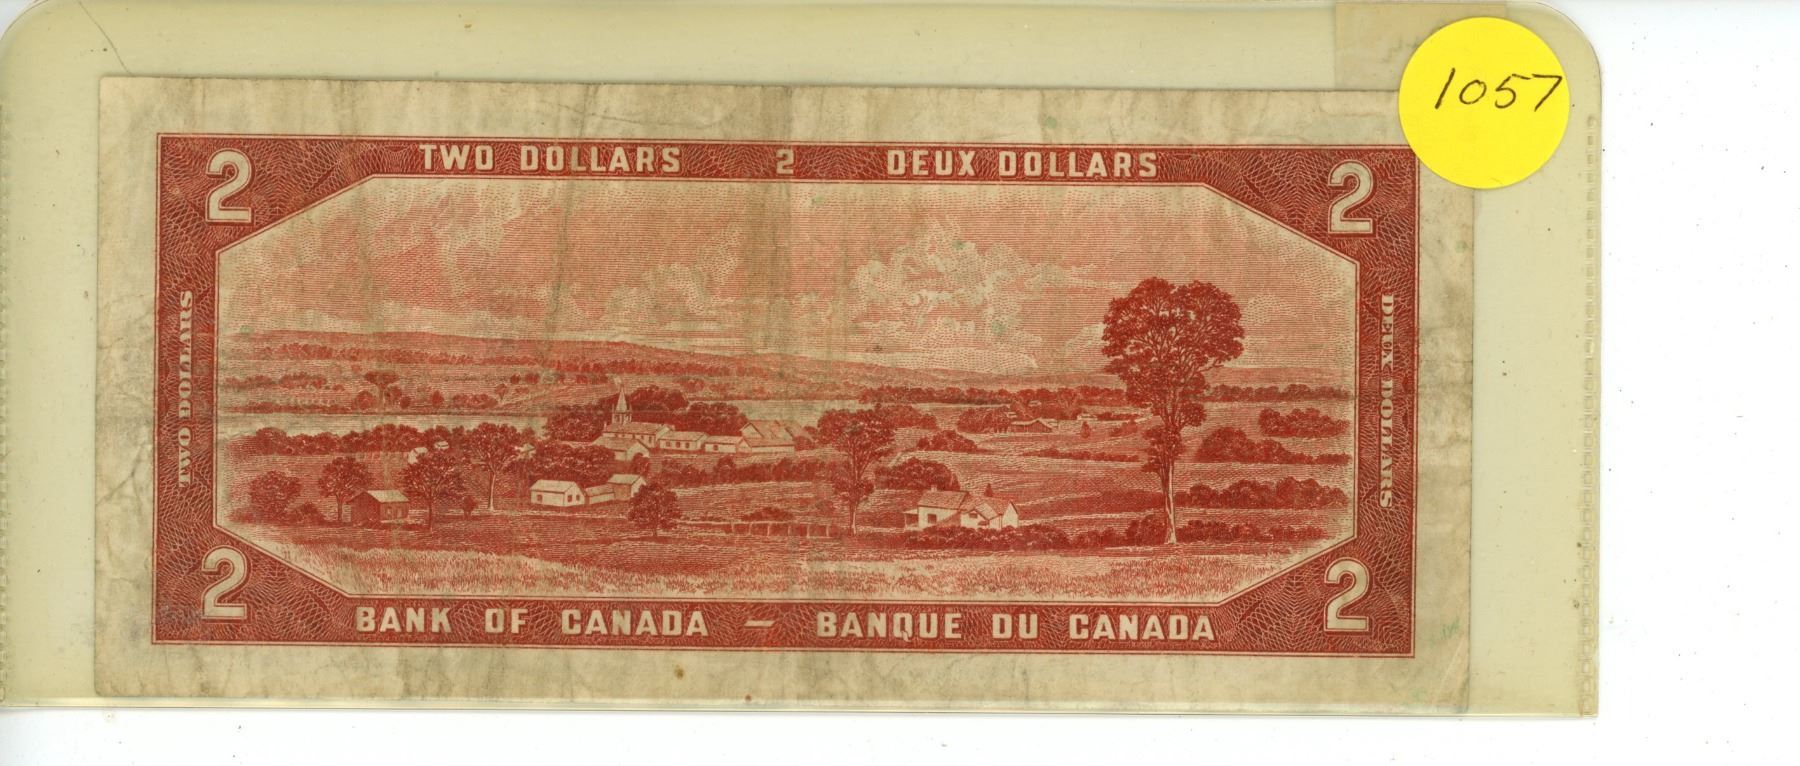 1057
2 TWO DOLLARS 2 DEUX DOLLARS 2
TWO DOLLARS
DEUX DOLLARS
2 BANK OF CANADA — BANQUE DU CANADA 2